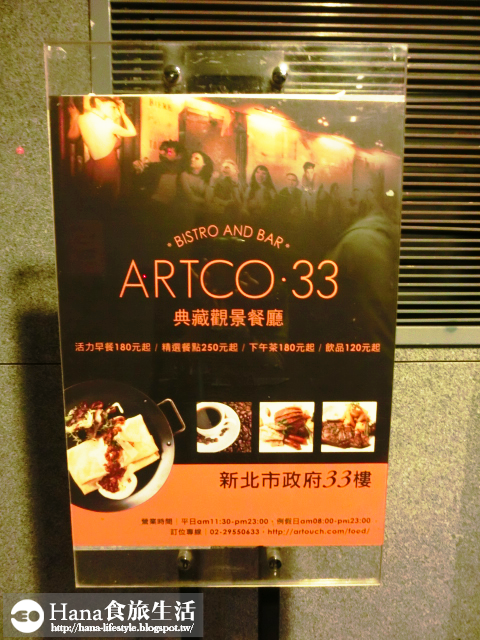 • BISTRO AND BAR •
ARTCO·33
典藏觀景餐廳
活力早餐180元起 / 精選餐點250元起 / 下午茶180元起 / 飲品120元起
新北市政府33樓
營業時間：平日am11:30-pm23:00、例假日am08:00-pm23:00
訂位專線：02-29550633、http://artouch.com/food/
Hana食旅生活
http://hana-lifestyle.blogspot.tw/